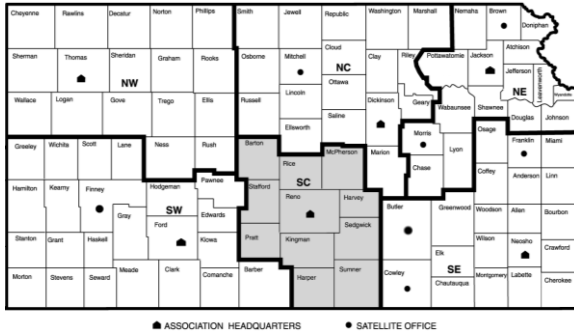 Cheyenne Rawlins Decatur Norton Phillips Smith Jewell Republic Washington Marshall Nemaha Brown Doniphan
Sherman Thomas Sheridan Graham Rooks Osborne Mitchell Cloud Clay Riley Pottawatomie Jackson Atchison
NW NC NE
Lincoln Ottawa Jefferson Leavenworth
Wallace Logan Gove Trego Ellis Russell Saline Dickinson Geary Wabaunsee Shawnee
Ellsworth Morris Osage Douglas Johnson
Greeley Wichita Scott Lane Ness Rush Barton Rice McPherson Marion Chase Lyon Franklin Miami
SC
Hamilton Kearny Finney Hodgeman Pawnee Stafford Reno Harvey Coffey Anderson Linn
SW
Gray Ford Edwards Sedgwick Butler Greenwood Woodson Allan Bourbon
Stanton Grant Haskell Kiowa Pratt Kingman Elk Wilson Neosho Crawford
SE
Morton Stevens Seward Meade Clark Comanche Barber Harper Sumner Cowley Chautauqua Montgomery Labette Cherokee
ASSOCIATION HEADQUARTERS SATELLITE OFFICE